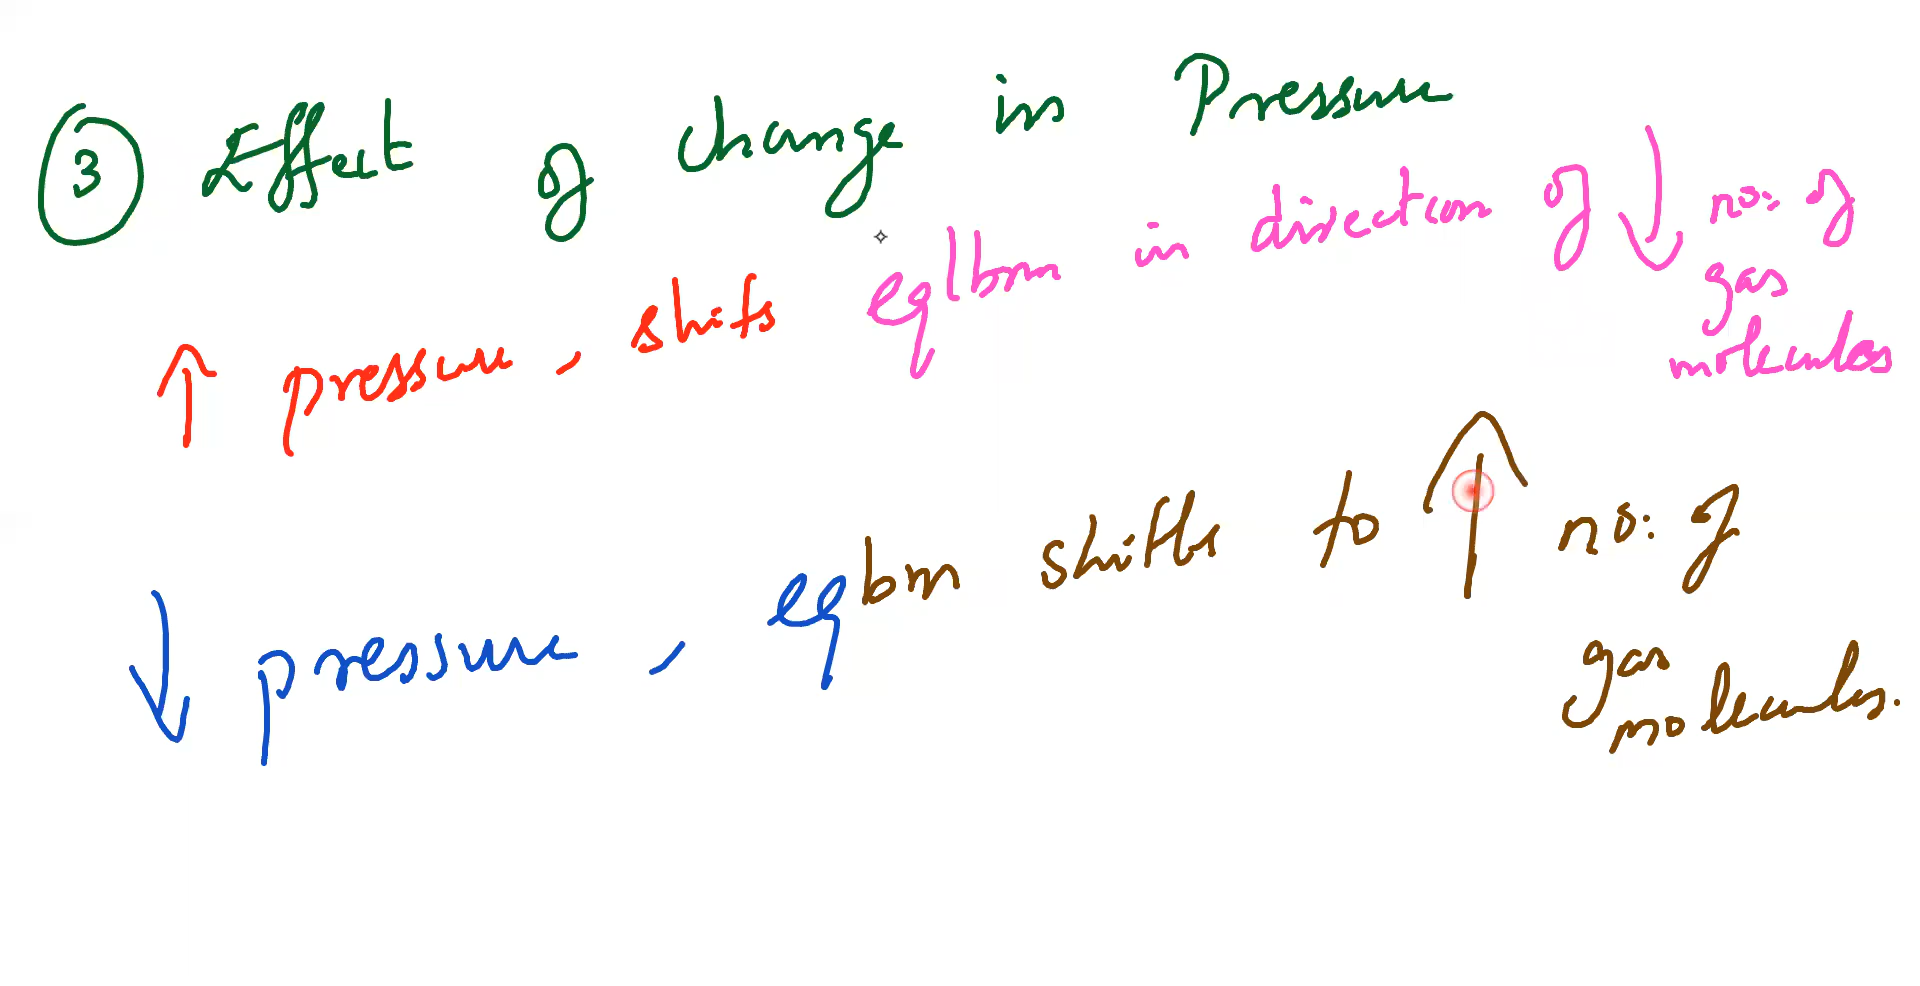 ③ Effect of change in Pressure
↑ pressure, shifs eqlbm in direction of ↓ no: of
gas
molecules
↓ pressure, eqbm shifts to ↑ no: of
gas
molecules.